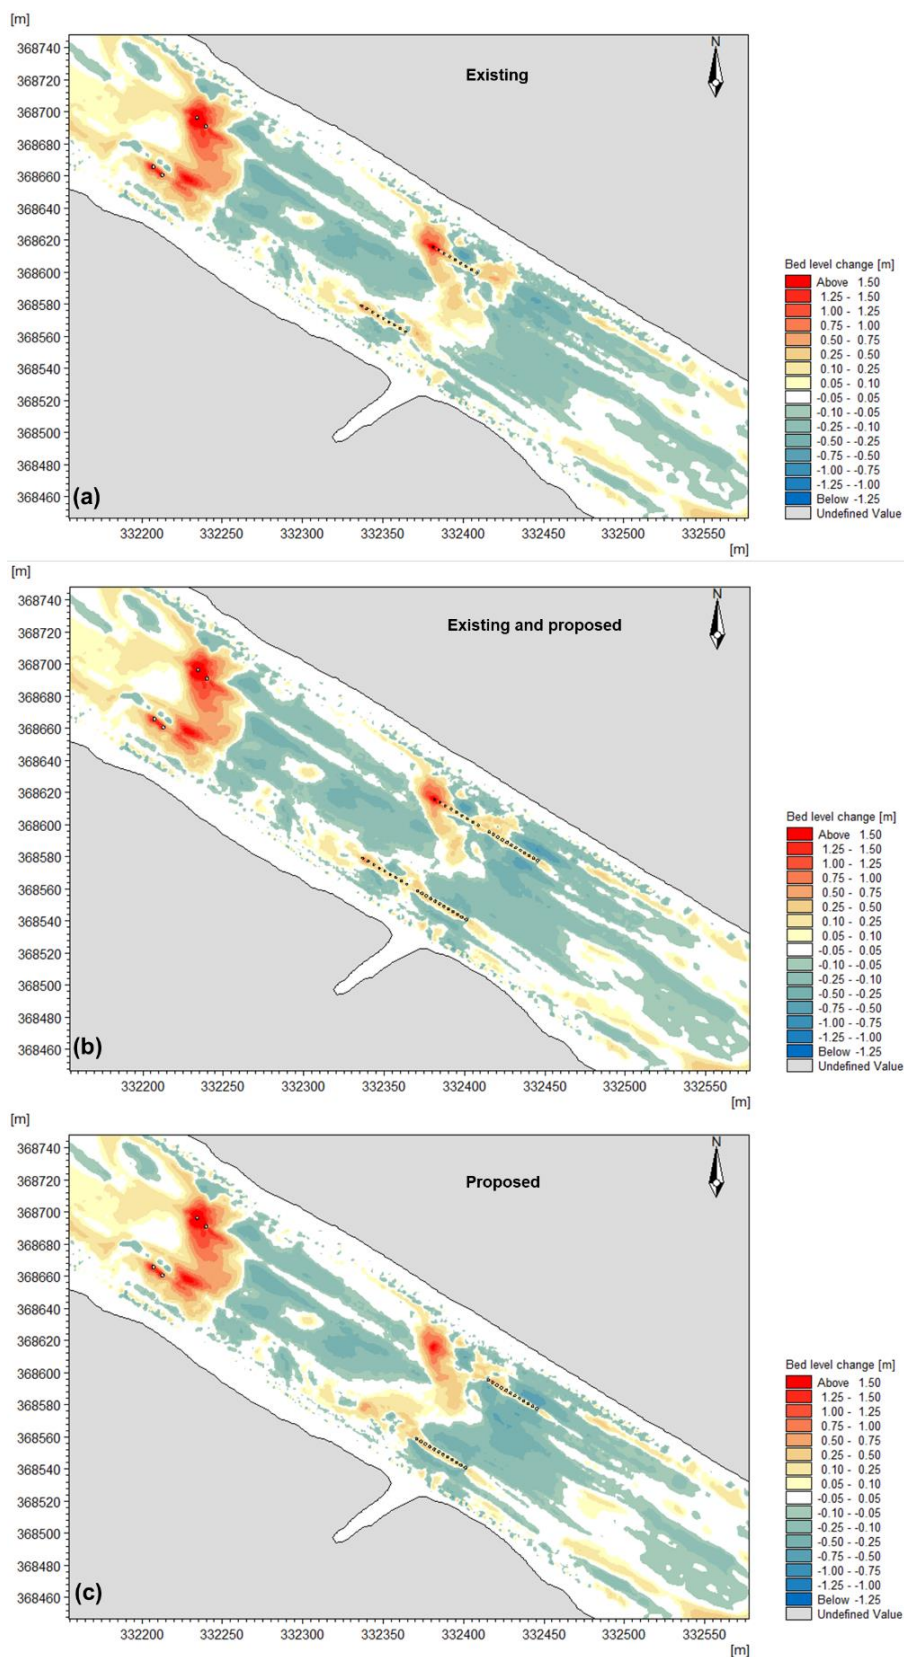 [m]
368740
368720
368700
368680
368660
368640
368620
368600
368580
368560
368540
368520
368500
368480
368460
Existing
N
(a)
332200 332250 332300 332350 332400 332450 332500 332550
[m]
Bed level change [m]
Above 1.50
1.25 - 1.50
1.00 - 1.25
0.75 - 1.00
0.50 - 0.75
0.25 - 0.50
0.10 - 0.25
0.05 - 0.10
-0.05 - 0.05
-0.10 - -0.05
-0.25 - -0.10
-0.50 - -0.25
-0.75 - -0.50
-1.00 - -0.75
-1.25 - -1.00
Below -1.25
Undefined Value
[m]
368740
368720
368700
368680
368660
368640
368620
368600
368580
368560
368540
368520
368500
368480
368460
Existing and proposed
N
(b)
332200 332250 332300 332350 332400 332450 332500 332550
[m]
Bed level change [m]
Above 1.50
1.25 - 1.50
1.00 - 1.25
0.75 - 1.00
0.50 - 0.75
0.25 - 0.50
0.10 - 0.25
0.05 - 0.10
-0.05 - 0.05
-0.10 - -0.05
-0.25 - -0.10
-0.50 - -0.25
-0.75 - -0.50
-1.00 - -0.75
-1.25 - -1.00
Below -1.25
Undefined Value
[m]
368740
368720
368700
368680
368660
368640
368620
368600
368580
368560
368540
368520
368500
368480
368460
Proposed
N
(c)
332200 332250 332300 332350 332400 332450 332500 332550
[m]
Bed level change [m]
Above 1.50
1.25 - 1.50
1.00 - 1.25
0.75 - 1.00
0.50 - 0.75
0.25 - 0.50
0.10 - 0.25
0.05 - 0.10
-0.05 - 0.05
-0.10 - -0.05
-0.25 - -0.10
-0.50 - -0.25
-0.75 - -0.50
-1.00 - -0.75
-1.25 - -1.00
Below -1.25
Undefined Value